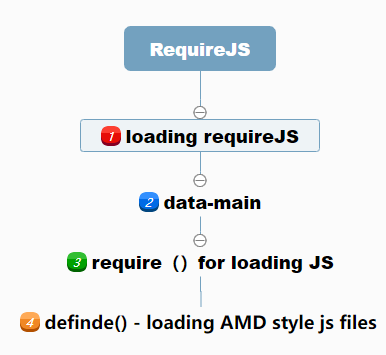 RequireJS
1 loading requireJS
2 data-main
3 require（）for loading JS
4 definde() - loading AMD style js files